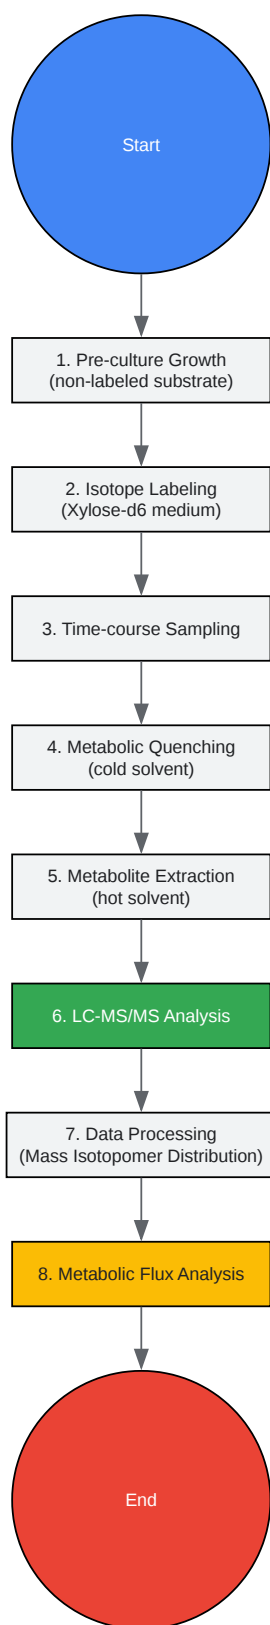 Start
1. Pre-culture Growth
(non-labeled substrate)
2. Isotope Labeling
(Xylose-d6 medium)
3. Time-course Sampling
4. Metabolic Quenching
(cold solvent)
5. Metabolite Extraction
(hot solvent)
6. LC-MS/MS Analysis
7. Data Processing
(Mass Isotopomer Distribution)
8. Metabolic Flux Analysis
End